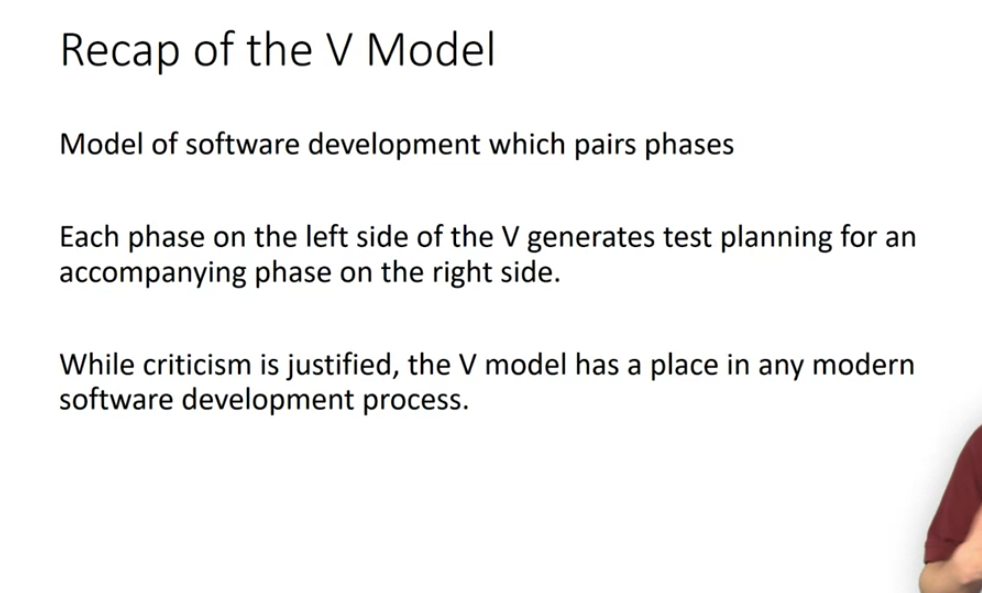 Recap of the V Model
Model of software development which pairs phases
Each phase on the left side of the V generates test planning for an
accompanying phase on the right side.
While criticism is justified, the V model has a place in any modern
software development process.